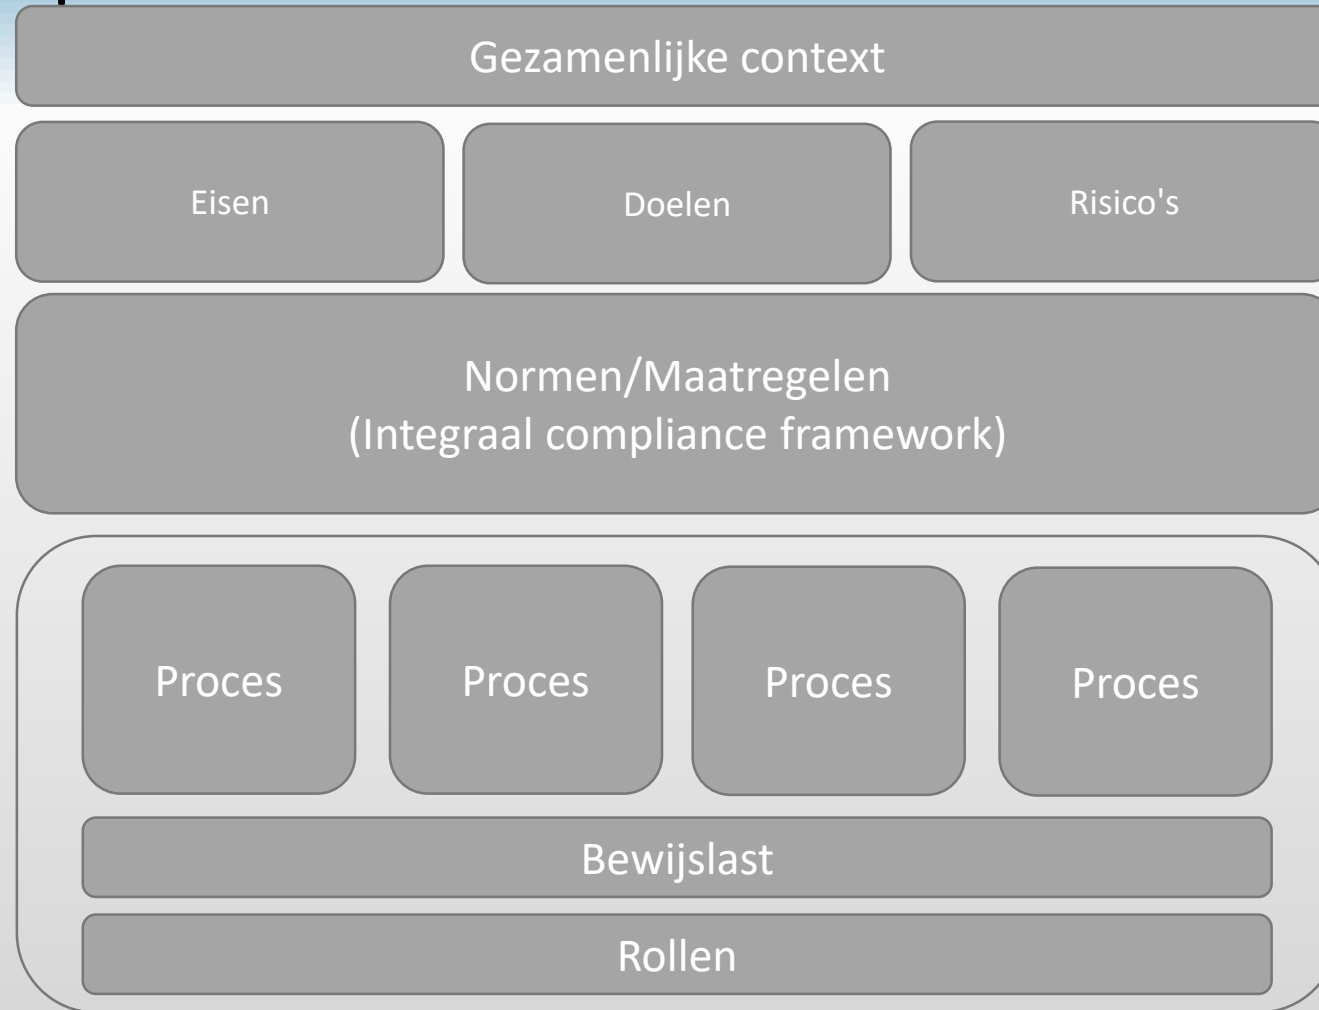 Gezamenlijke context
Eisen
Doelen
Risico's
Normen/Maatregelen
(Integraal compliance framework)
Proces
Proces
Proces
Proces
Bewijslast
Rollen